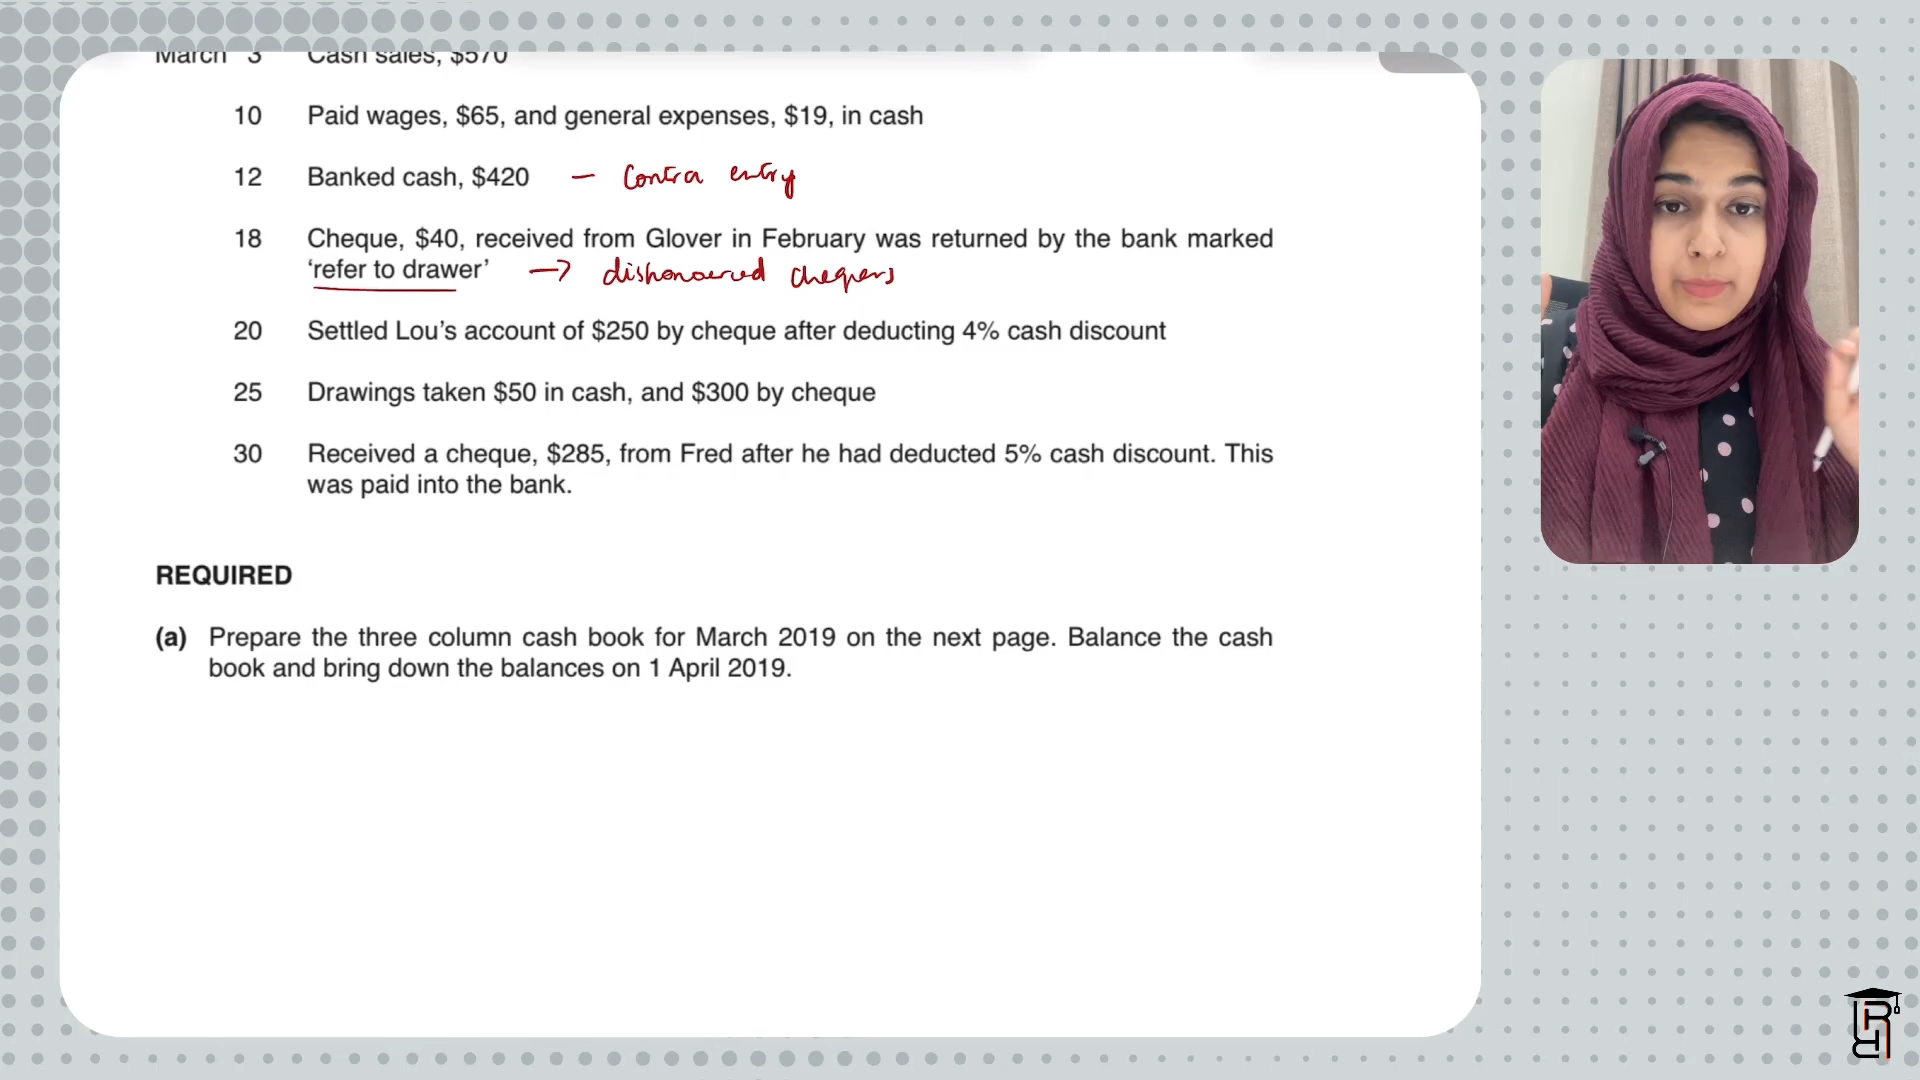 March 3 Cash sales, $570
10 Paid wages, $65, and general expenses, $19, in cash
12 Banked cash, $420 – Contra entry
18 Cheque, $40, received from Glover in February was returned by the bank marked
‘refer to drawer’ → dishonoured cheques
20 Settled Lou’s account of $250 by cheque after deducting 4% cash discount
25 Drawings taken $50 in cash, and $300 by cheque
30 Received a cheque, $285, from Fred after he had deducted 5% cash discount. This
was paid into the bank.
REQUIRED
(a) Prepare the three column cash book for March 2019 on the next page. Balance the cash
book and bring down the balances on 1 April 2019.